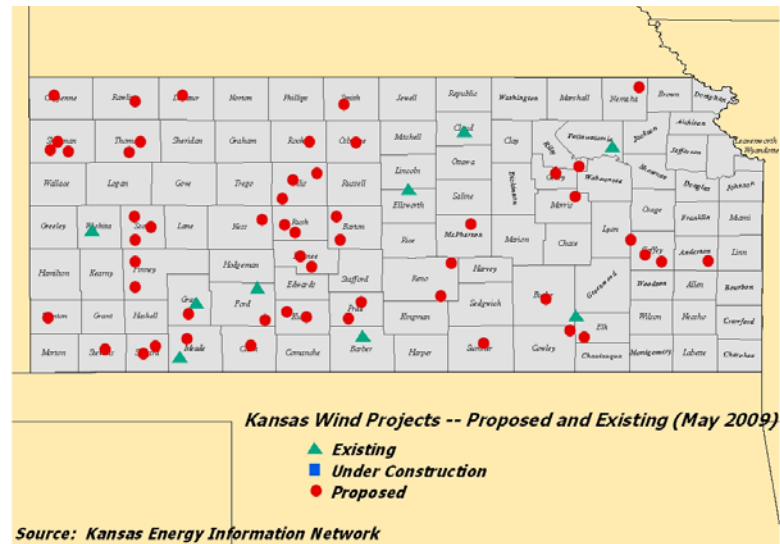 Cheyenne Rawlins Decatur Norton Phillips Smith Jewell Republic Washington Marshall Nemaha Brown Doniphan
Sherman Thomas Sheridan Graham Rooks Osborne Mitchell Cloud Clay Riley Pottawatomie Jackson Atchison
Jefferson Leavenworth
Wyandotte
Wallace Logan Gove Trego Ellis Russell Lincoln Ottawa Dickinson Geary Wabaunsee Shawnee Douglas Johnson
Ellsworth Saline Morris
Greeley Wichita Scott Lane Ness Rush Barton Rice McPherson Marion Chase Lyon Osage Franklin Miami
Hamilton Kearny Finney Hodgeman Pawnee Stafford Reno Harvey Coffey Anderson Linn
Edwards Greenwood
Stanton Grant Haskell Gray Ford Kiowa Pratt Kingman Sedgwick Butler Woodson Allen Bourbon
Elk Wilson Neosho Crawford
Morton Stevens Seward Meade Clark Comanche Barber Harper Sumner Cowley Chautauqua Montgomery Labette Cherokee
Kansas Wind Projects -- Proposed and Existing (May 2009)
Existing
Under Construction
Proposed
Source: Kansas Energy Information Network